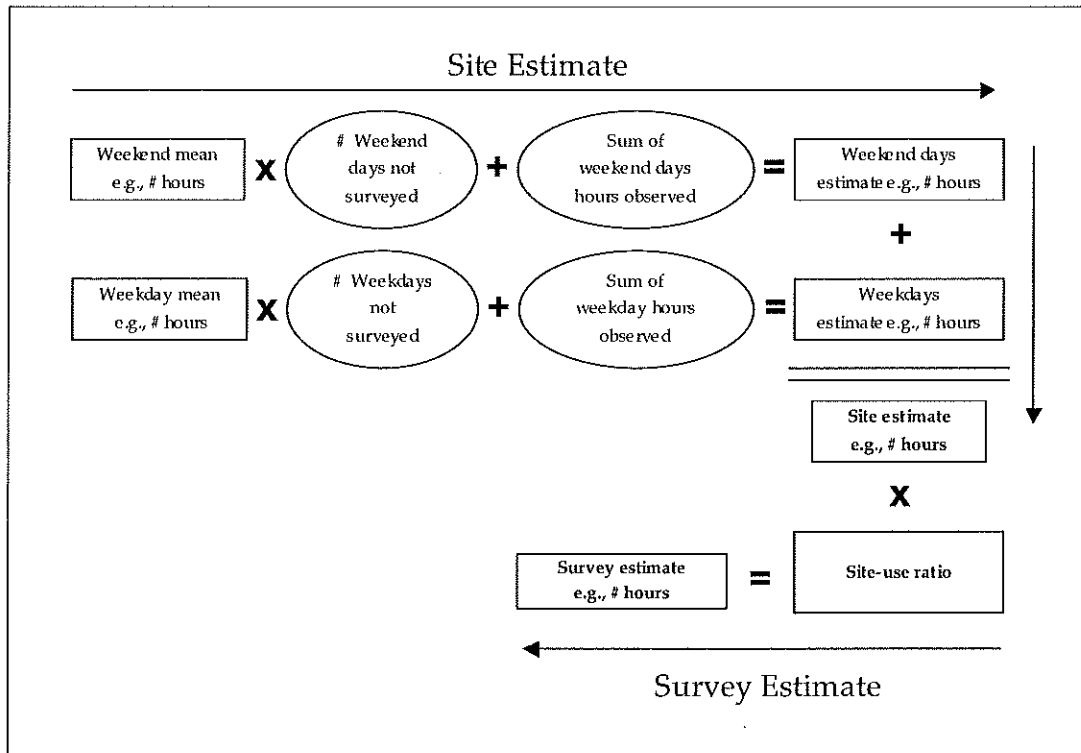 Site Estimate
Weekend mean
e.g., # hours
X
# Weekend
days not
surveyed
+
Sum of
weekend days
hours observed
=
Weekend days
estimate e.g., # hours
+
Weekday mean
e.g., # hours
X
# Weekdays
not
surveyed
+
Sum of
weekday hours
observed
=
Weekdays
estimate e.g., # hours
Site estimate
e.g., # hours
X
Survey estimate
e.g., # hours
=
Site-use ratio
Survey Estimate